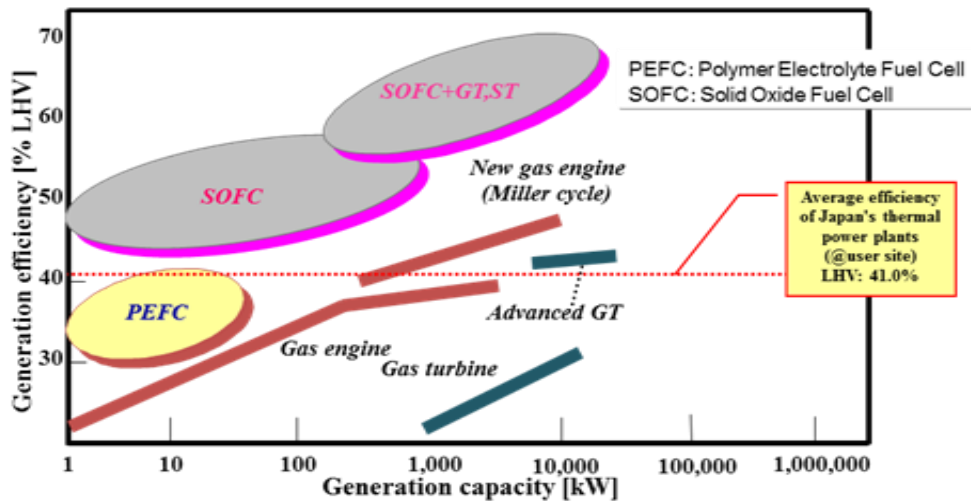 70
60
50
40
30
Generation efficiency [% LHV]
SOFC+GT,ST
PEFC: Polymer Electrolyte Fuel Cell
SOFC: Solid Oxide Fuel Cell
SOFC
New gas engine
(Miller cycle)
Average efficiency
of Japan's thermal
power plants
(@user site)
LHV: 41.0%
PEFC
Advanced GT
Gas engine
Gas turbine
1
10
100
1,000
10,000
100,000
1,000,000
Generation capacity [kW]